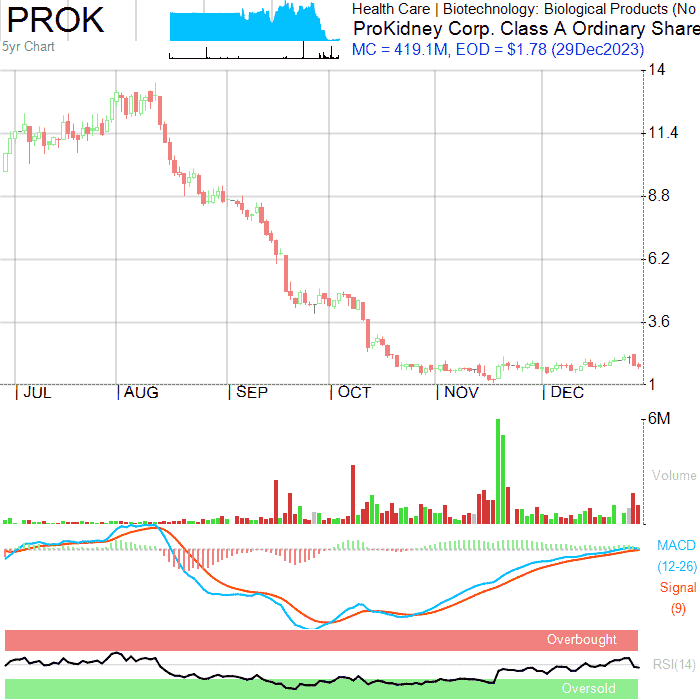 PROK
5yr Chart
Health Care | Biotechnology: Biological Products (No
ProKidney Corp. Class A Ordinary Share
MC = 419.1M, EOD = $1.78 (29Dec2023)
14
11.4
8.8
6.2
3.6
1
JUL AUG SEP OCT NOV DEC
6M
Volume
MACD
(12-26)
Signal
(9)
Overbought
RSI(14)
Oversold